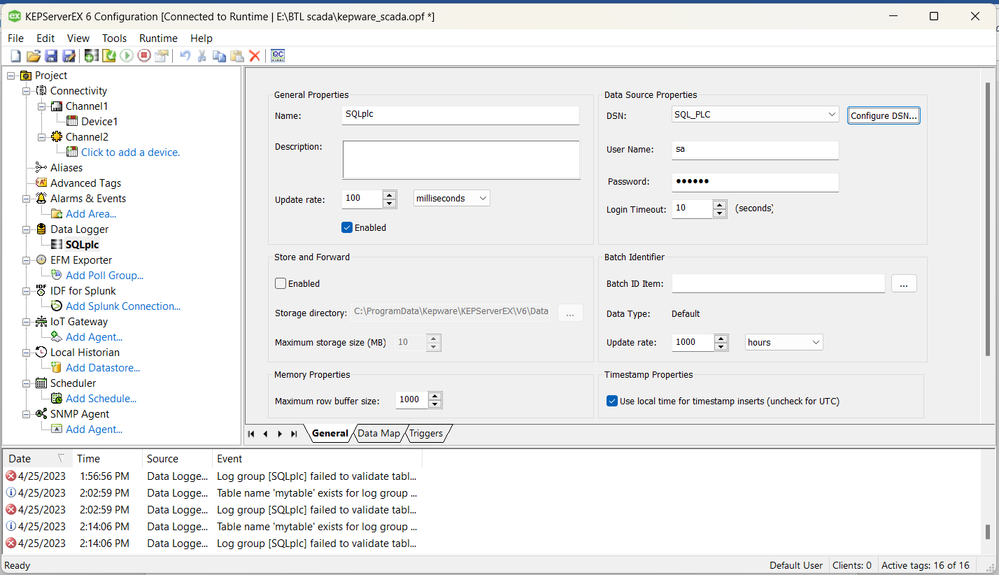 KEPServerEX 6 Configuration [Connected to Runtime | E:\BTL scada\kepware_scada.opf *]
File Edit View Tools Runtime Help
QC
Project
Connectivity
Channel1
Device1
Channel2
Click to add a device.
Aliases
Advanced Tags
Alarms & Events
Add Area...
Data Logger
SQLplc
EFM Exporter
Add Poll Group...
IDF for Splunk
Add Splunk Connection...
IoT Gateway
Add Agent...
Local Historian
Add Datastore...
Scheduler
Add Schedule...
SNMP Agent
Add Agent...
General Properties
Name: SQLplc
Description:
Update rate: 100 milliseconds
Enabled
Data Source Properties
DSN: SQL_PLC Configure DSN...
User Name: sa
Password: ••••••
Login Timeout: 10 (seconds)
Store and Forward
Enabled
Storage directory: C:\ProgramData\Kepware\KEPServerEX\V6\Data ...
Maximum storage size (MB) 10
Batch Identifier
Batch ID Item: ...
Data Type: Default
Update rate: 1000 hours
Memory Properties
Maximum row buffer size: 1000
Timestamp Properties
Use local time for timestamp inserts (uncheck for UTC)
General Data Map Triggers
Date Time Source Event
4/25/2023 1:56:56 PM Data Logge... Log group [SQLplc] failed to validate tabl...
4/25/2023 2:02:59 PM Data Logge... Table name 'mytable' exists for log group ...
4/25/2023 2:02:59 PM Data Logge... Log group [SQLplc] failed to validate tabl...
4/25/2023 2:14:06 PM Data Logge... Table name 'mytable' exists for log group ...
4/25/2023 2:14:06 PM Data Logge... Log group [SQLplc] failed to validate tabl...
Ready Default User Clients: 0 Active tags: 16 of 16